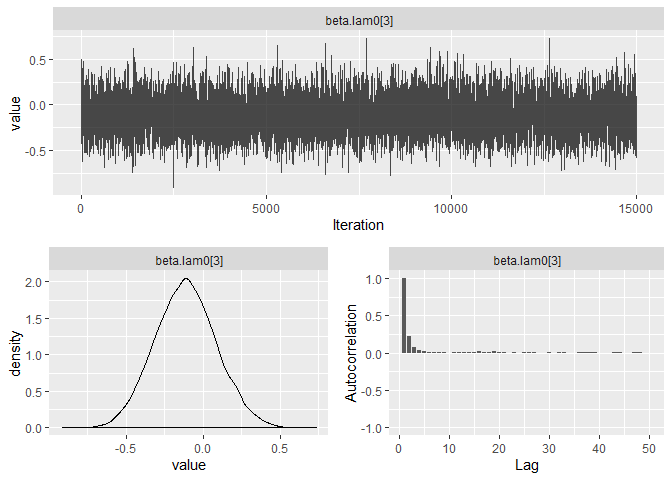 beta.lam0[3]
value
0.5
0.0
-0.5
0 5000 10000 15000
Iteration
beta.lam0[3]
density
2.0
1.5
1.0
0.5
0.0
-0.5 0.0 0.5
value
beta.lam0[3]
Autocorrelation
1.0
0.5
0.0
-0.5
-1.0
0 10 20 30 40 50
Lag